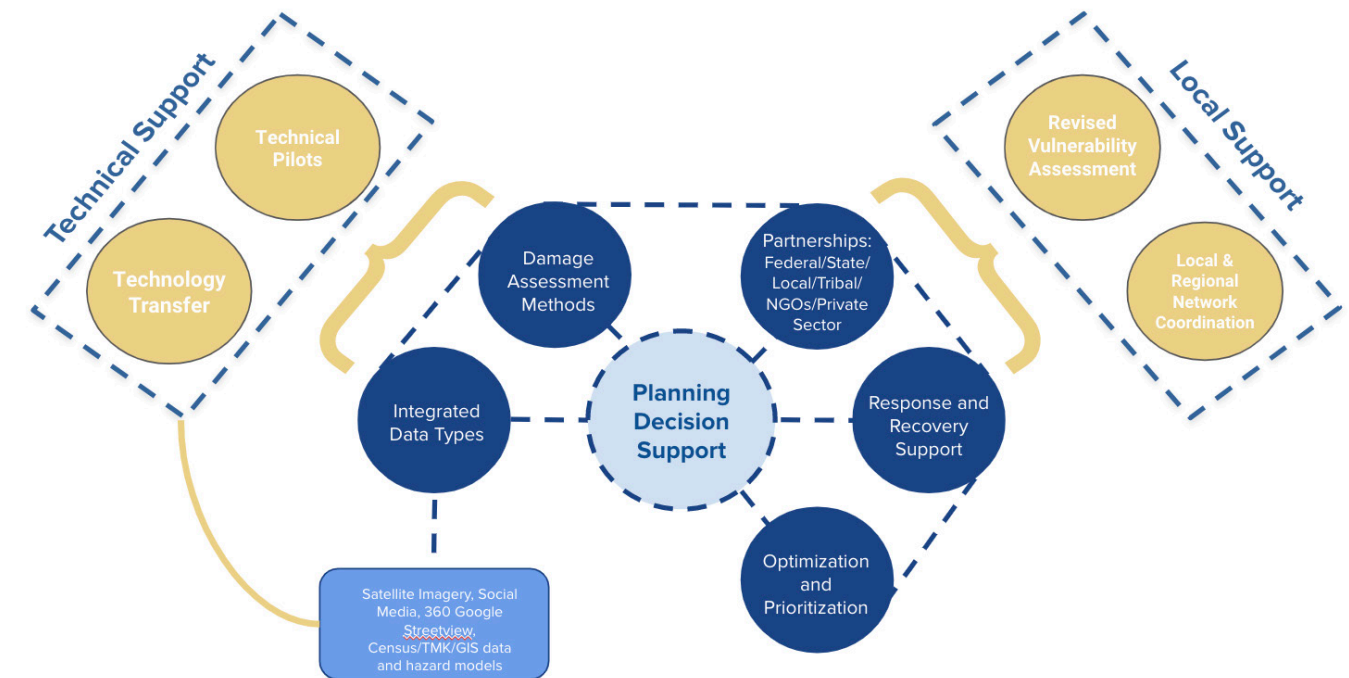 Technical Support
Technical
Pilots
Technology
Transfer
Local Support
Revised
Vulnerability
Assessment
Local &
Regional
Network
Coordination
Damage
Assessment
Methods
Partnerships:
Federal/State/
Local/Tribal/
NGOs/Private
Sector
Integrated
Data Types
Planning
Decision
Support
Response and
Recovery
Support
Optimization
and
Prioritization
Satellite Imagery, Social
Media, 360 Google
Streetview,
Census/TMK/GIS data
and hazard models